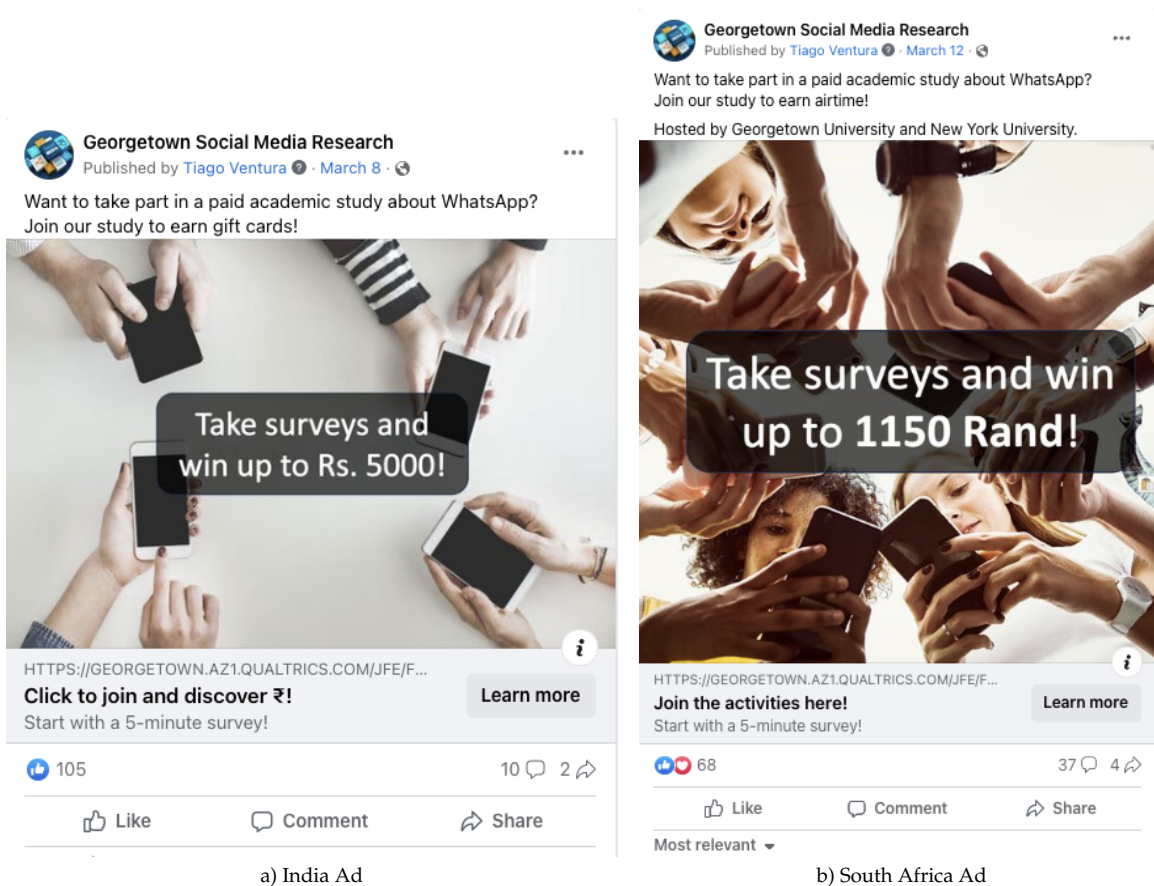 Georgetown Social Media Research
Published by Tiago Ventura · March 8 ·
Want to take part in a paid academic study about WhatsApp?
Join our study to earn gift cards!
Take surveys and
win up to Rs. 5000!
HTTPS://GEORGETOWN.AZ1.QUALTRICS.COM/JFE/F...
Click to join and discover ₹!
Start with a 5-minute survey!
Learn more
105
10
2
Like
Comment
Share
a) India Ad
Georgetown Social Media Research
Published by Tiago Ventura · March 12 ·
Want to take part in a paid academic study about WhatsApp?
Join our study to earn airtime!
Hosted by Georgetown University and New York University.
Take surveys and win
up to 1150 Rand!
HTTPS://GEORGETOWN.AZ1.QUALTRICS.COM/JFE/F...
Join the activities here!
Start with a 5-minute survey!
Learn more
68
37
4
Like
Comment
Share
Most relevant
b) South Africa Ad